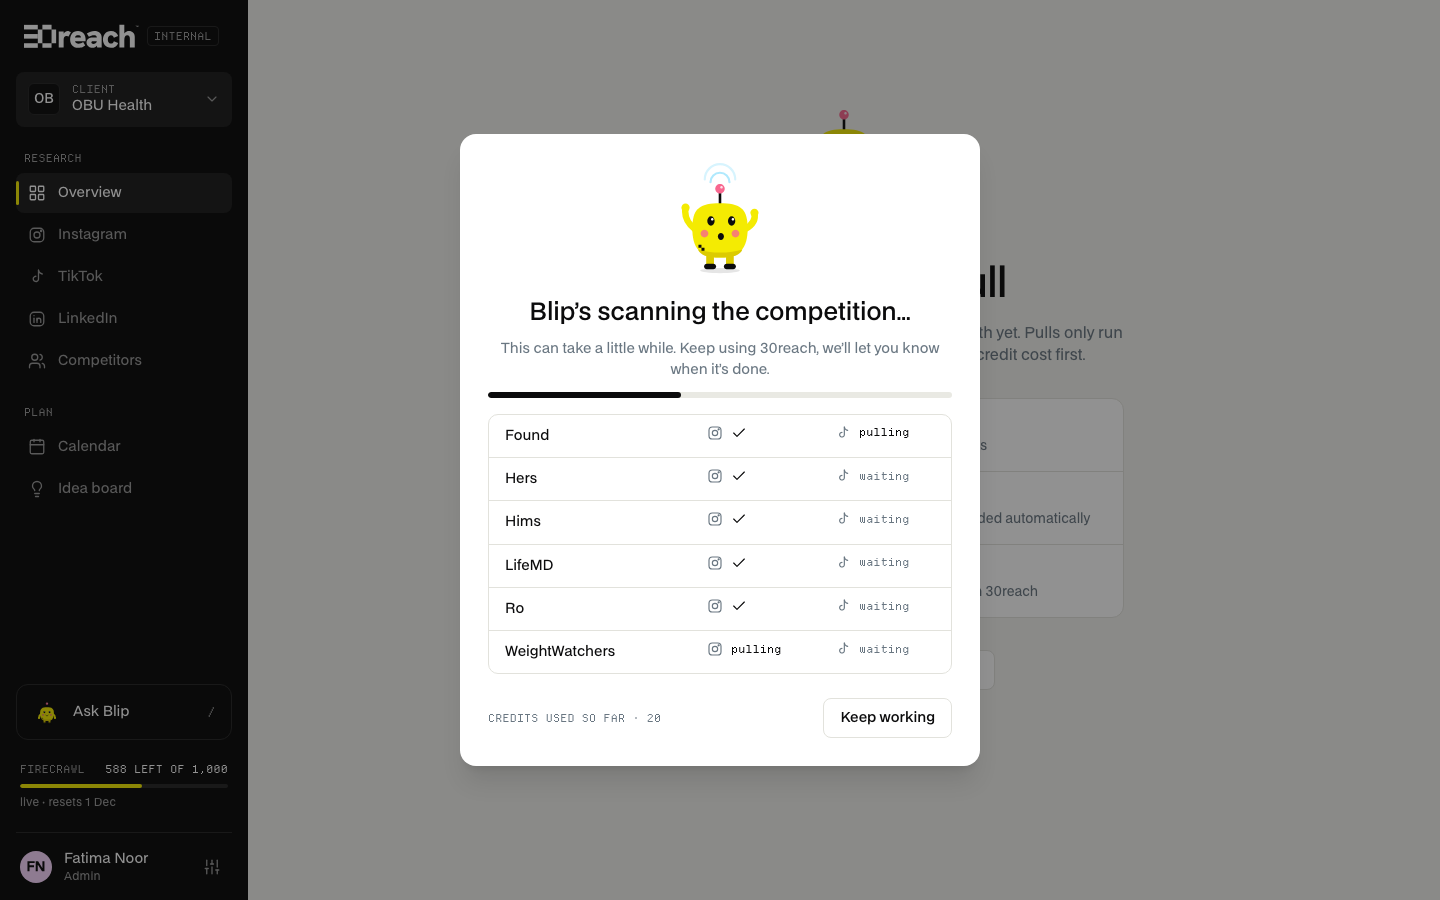 30reach
INTERNAL
OB
CLIENT
OBU Health
RESEARCH
Overview
Instagram
TikTok
LinkedIn
Competitors
PLAN
Calendar
Idea board
Ask Blip /
FIRECRAWL 588 LEFT OF 1,000
live · resets 1 Dec
FN
Fatima Noor
Admin
Blip’s scanning the competition…
This can take a little while. Keep using 30reach, we’ll let you know
when it’s done.
Found pulling
Hers waiting
Hims waiting
LifeMD waiting
Ro waiting
WeightWatchers pulling waiting
CREDITS USED SO FAR · 20
Keep working
yet. Pulls only run
credit cost first.
automatically
30reach